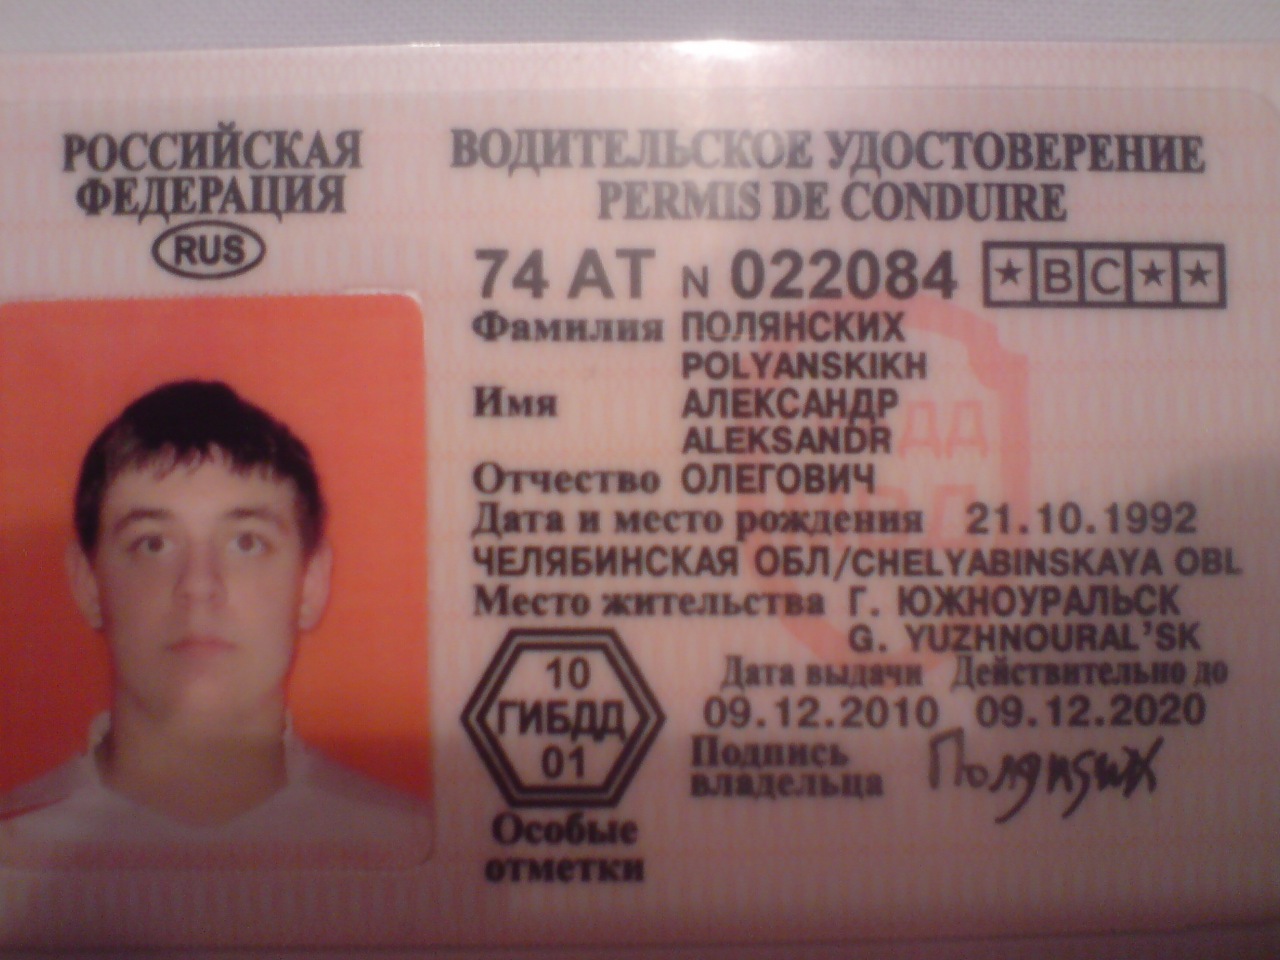 РОССИЙСКАЯ
ФЕДЕРАЦИЯ
RUS
ВОДИТЕЛЬСКОЕ УДОСТОВЕРЕНИЕ
PERMIS DE CONDUIRE
74 АТ N 022084 ★ B C ★ ★
Фамилия ПОЛЯНСКИХ
POLYANSKIKH
Имя АЛЕКСАНДР
ALEKSANDR
Отчество ОЛЕГОВИЧ
Дата и место рождения 21.10.1992
ЧЕЛЯБИНСКАЯ ОБЛ/CHELYABINSKAYA OBL
Место жительства Г. ЮЖНОУРАЛЬСК
G. YUZHNOURAL'SK
Дата выдачи Действительно до
09.12.2010 09.12.2020
10
ГИБДД
01
Подпись
владельца
Особые
отметки